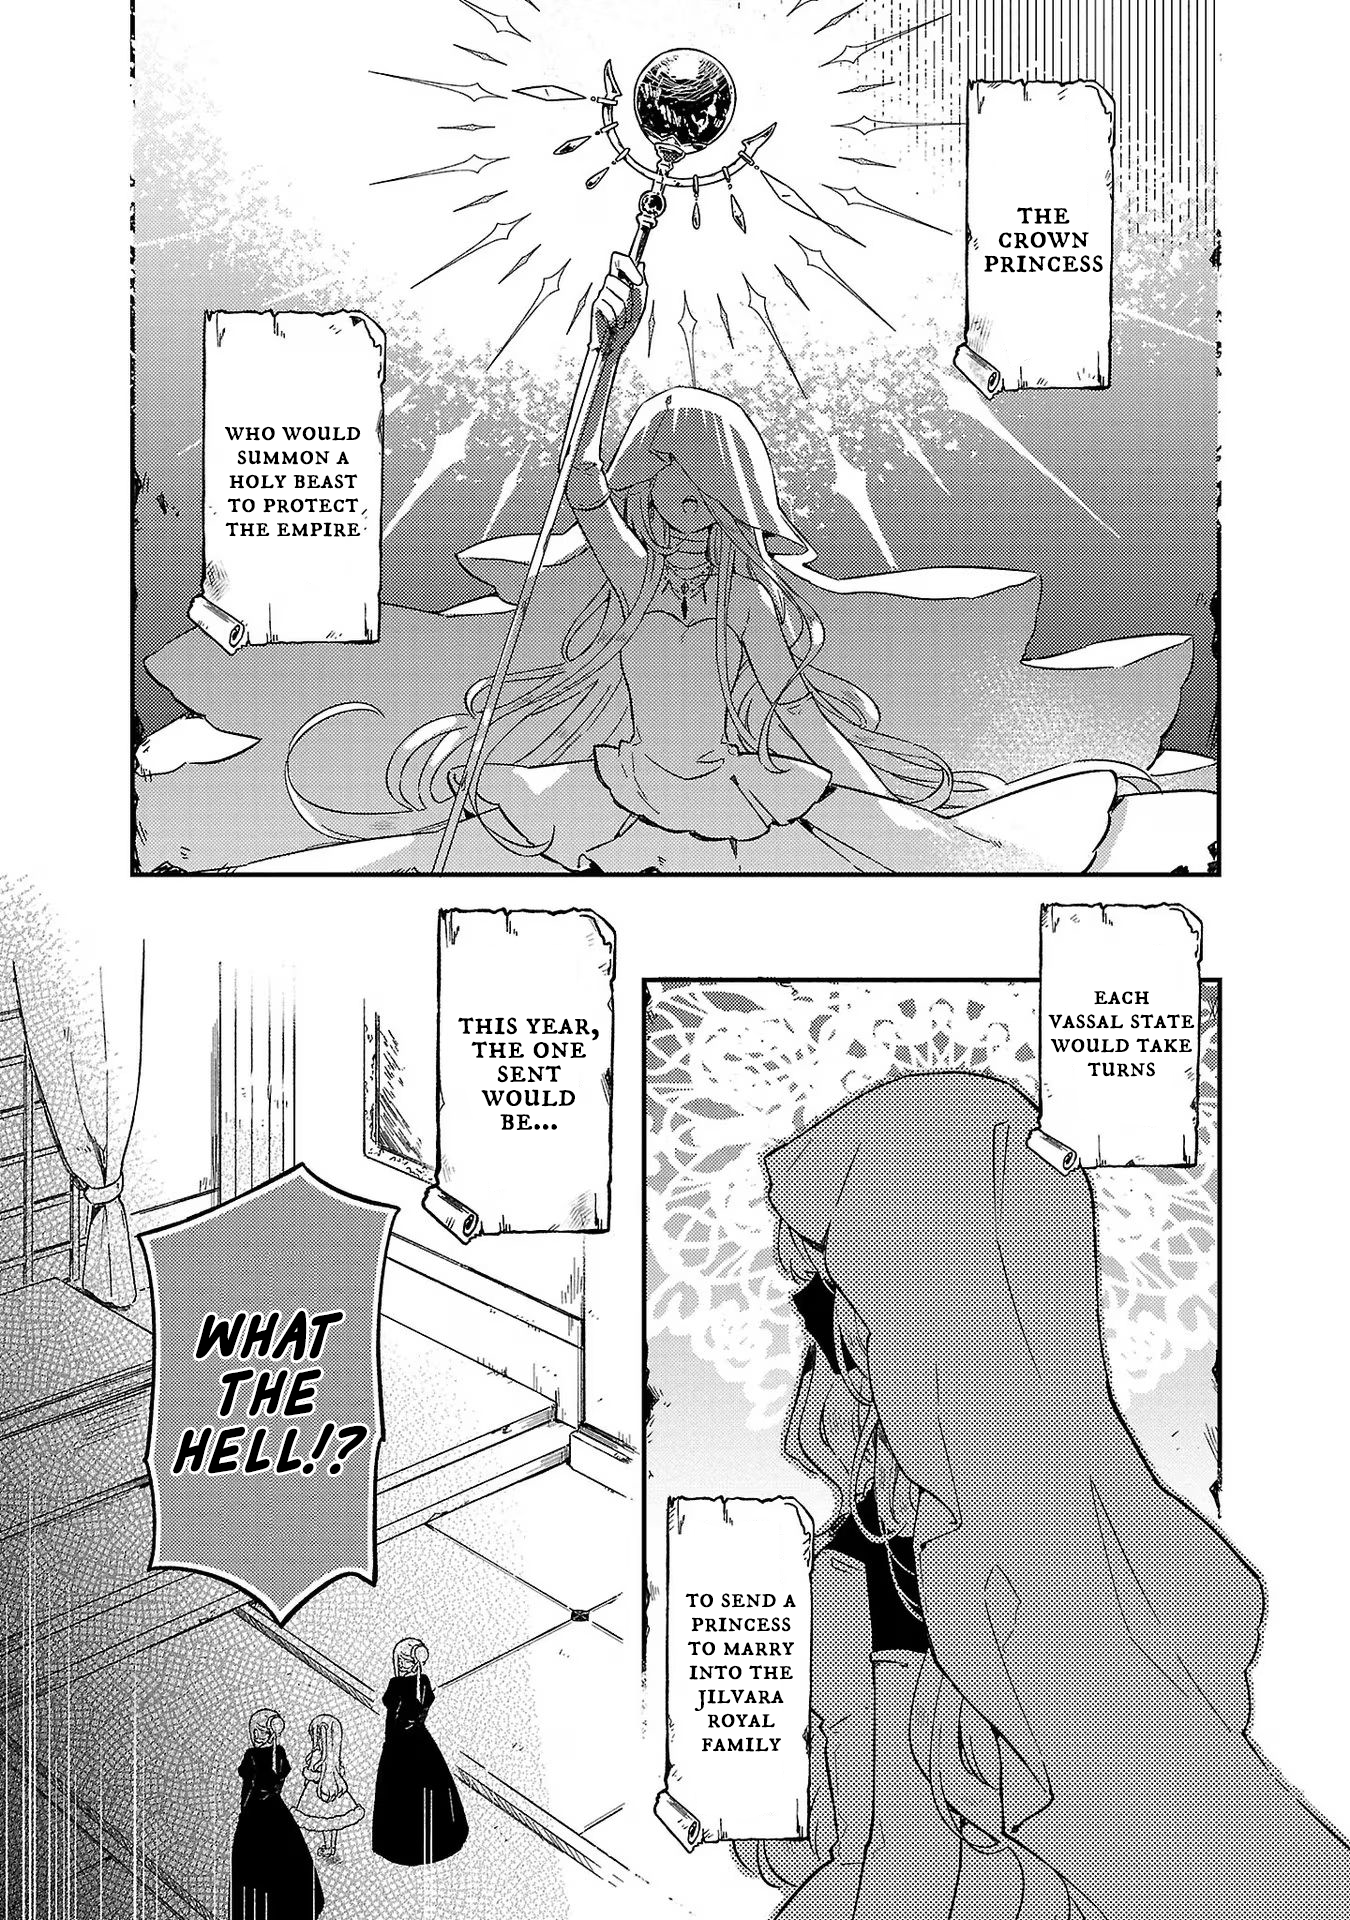 THE
CROWN
PRINCESS
WHO WOULD
SUMMON A
HOLY BEAST
TO PROTECT
THE EMPIRE
EACH
VASSAL STATE
WOULD TAKE
TURNS
TO SEND A
PRINCESS
TO MARRY
INTO THE
JILVARA
ROYAL
FAMILY
THIS YEAR,
THE ONE
SENT
WOULD
BE...
WHAT
THE
HELL!?